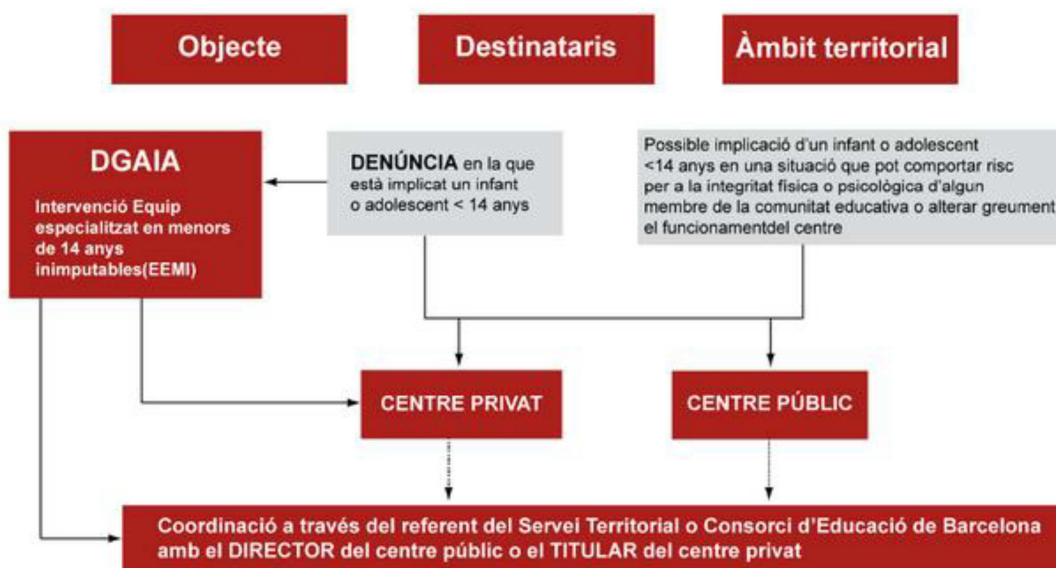 Objecte
Destinataris
Àmbit territorial
DGAIA
Intervenció Equip
especialitzat en menors
de 14 anys
inimputables(EEMI)
DENÚNCIA en la que
està implicat un infant
o adolescent < 14 anys
Possible implicació d'un infant o adolescent
<14 anys en una situació que pot comportar risc
per a la integritat física o psicològica d'algun
membre de la comunitat educativa o alterar greument
el funcionamentdel centre
CENTRE PRIVAT
CENTRE PÚBLIC
Coordinació a través del referent del Servei Territorial o Consorci d'Educació de Barcelona
amb el DIRECTOR del centre públic o el TITULAR del centre privat